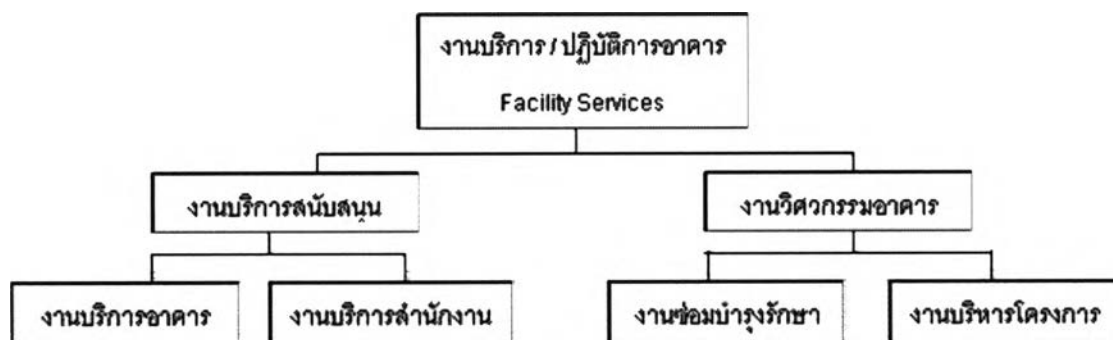 งานบริการ / ปฏิบัติการอาคาร
Facility Services
งานบริการสนับสนุน
งานวิศวกรรมอาคาร
งานบริการอาคาร
งานบริการสำนักงาน
งานซ่อมบำรุงรักษา
งานบริหารโครงการ